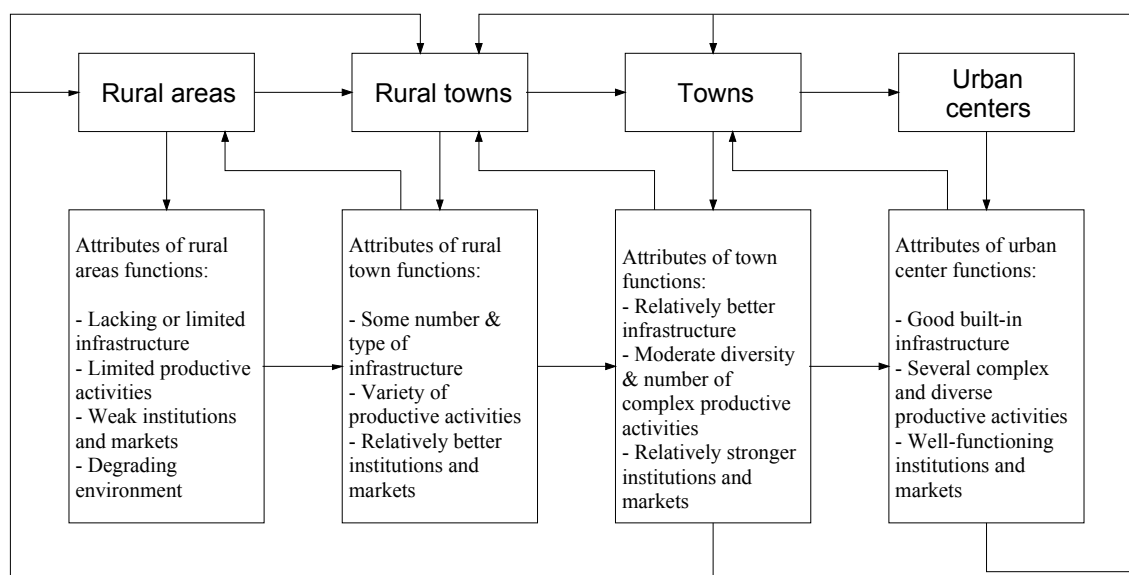 Rural areas
Rural towns
Towns
Urban
centers
Attributes of rural
areas functions:
- Lacking or limited
infrastructure
- Limited productive
activities
- Weak institutions
and markets
- Degrading
environment
Attributes of rural
town functions:
- Some number &
type of
infrastructure
- Variety of
productive activities
- Relatively better
institutions and
markets
Attributes of town
functions:
- Relatively better
infrastructure
- Moderate diversity
& number of
complex productive
activities
- Relatively stronger
institutions and
markets
Attributes of urban
center functions:
- Good built-in
infrastructure
- Several complex
and diverse
productive activities
- Well-functioning
institutions and
markets